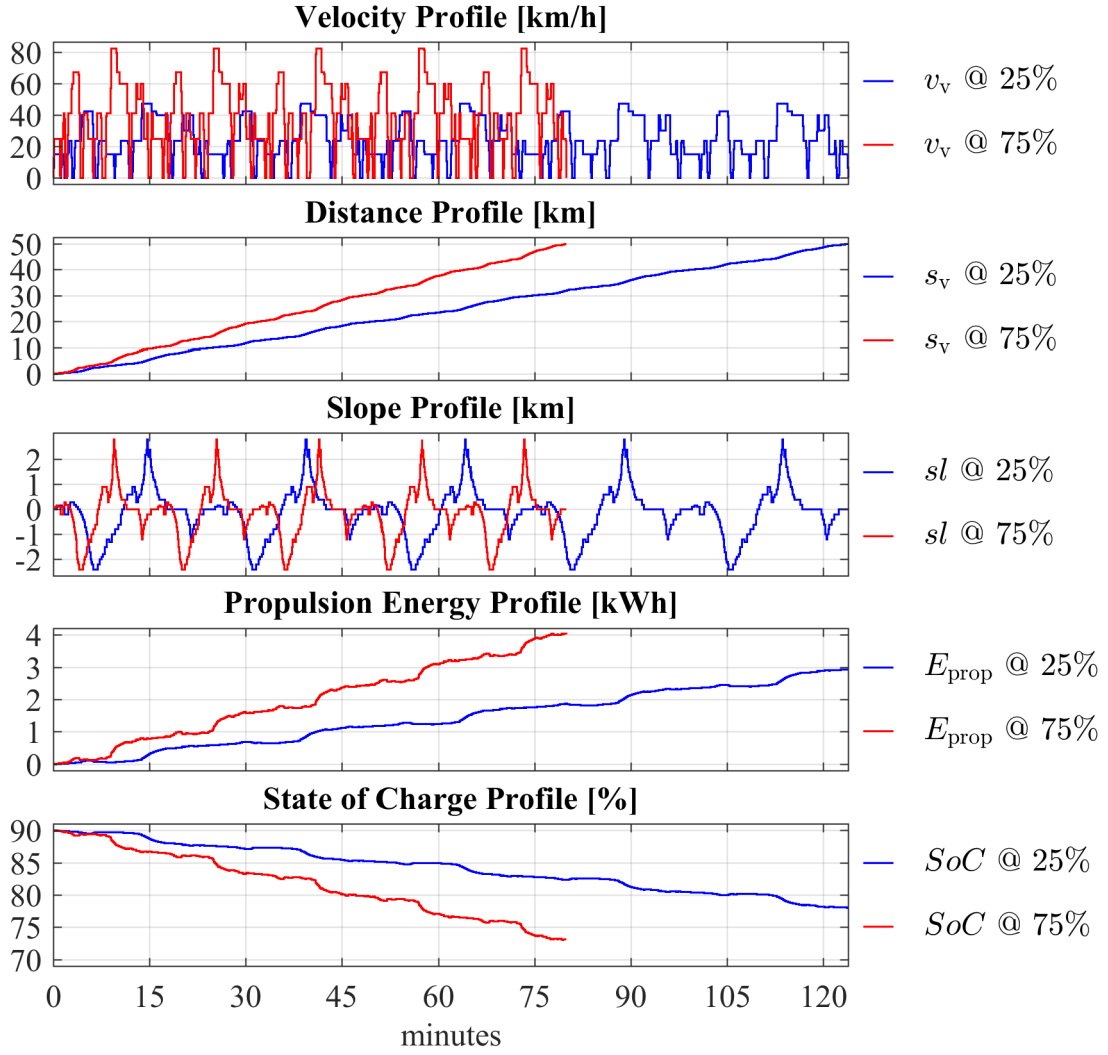 Velocity Profile [km/h]
80
60
40
20
0
v_v @ 25%
v_v @ 75%
Distance Profile [km]
50
40
30
20
10
0
s_v @ 25%
s_v @ 75%
Slope Profile [km]
2
1
0
-1
-2
sl @ 25%
sl @ 75%
Propulsion Energy Profile [kWh]
4
3
2
1
0
E_prop @ 25%
E_prop @ 75%
State of Charge Profile [%]
90
85
80
75
70
SoC @ 25%
SoC @ 75%
0 15 30 45 60 75 90 105 120
minutes